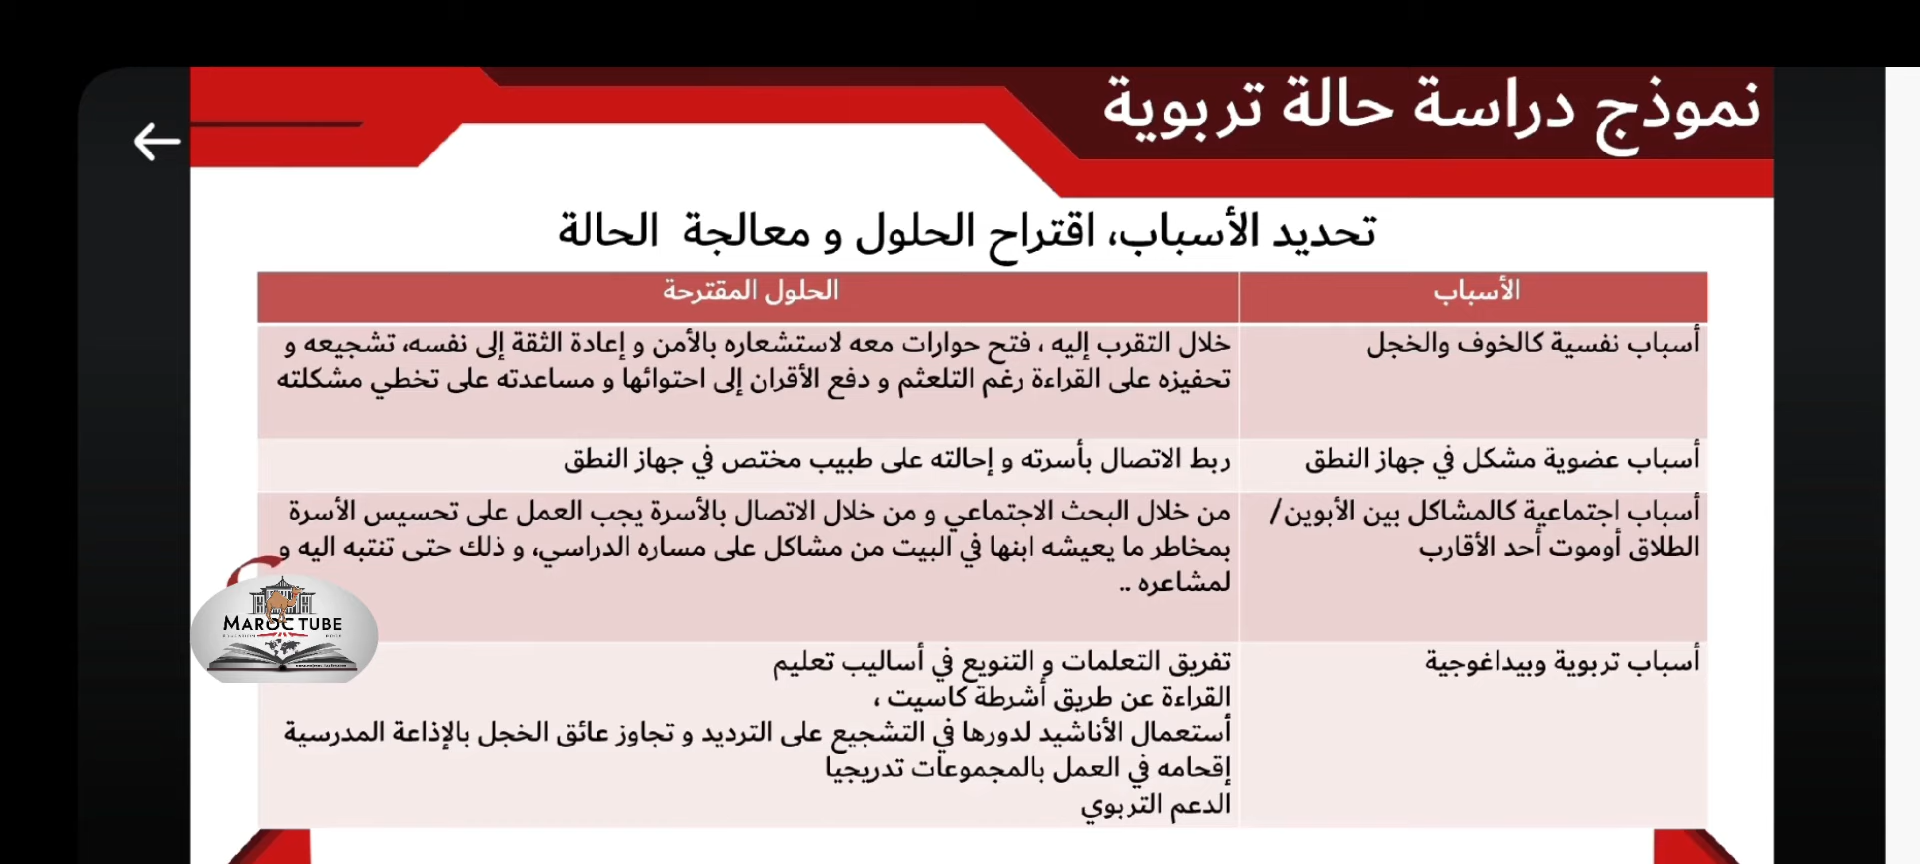 نموذج دراسة حالة تربوية
تحديد الأسباب، اقتراح الحلول و معالجة الحالة
الأسباب
الحلول المقترحة
أسباب نفسية كالخوف والخجل
خلال التقرب إليه ، فتح حوارات معه لاستشعاره بالأمن و إعادة الثقة إلى نفسه، تشجيعه و
تحفيزه على القراءة رغم التلعثم و دفع الأقران إلى احتوائها و مساعدته على تخطي مشكلته
أسباب عضوية مشكل في جهاز النطق
ربط الاتصال بأسرته و إحالته على طبيب مختص في جهاز النطق
أسباب اجتماعية كالمشاكل بين الأبوين/
الطلاق أوموت أحد الأقارب
من خلال البحث الاجتماعي و من خلال الاتصال بالأسرة يجب العمل على تحسيس الأسرة
بمخاطر ما يعيشه ابنها في البيت من مشاكل على مساره الدراسي، و ذلك حتى تنتبه اليه و
لمشاعره ..
أسباب تربوية وبيداغوجية
تفريق التعلمات و التنويع في أساليب تعليم
القراءة عن طريق أشرطة كاسيت ،
أستعمال الأناشيد لدورها في التشجيع على الترديد و تجاوز عائق الخجل بالإذاعة المدرسية
إقحامه في العمل بالمجموعات تدريجيا
الدعم التربوي
MAROC TUBE